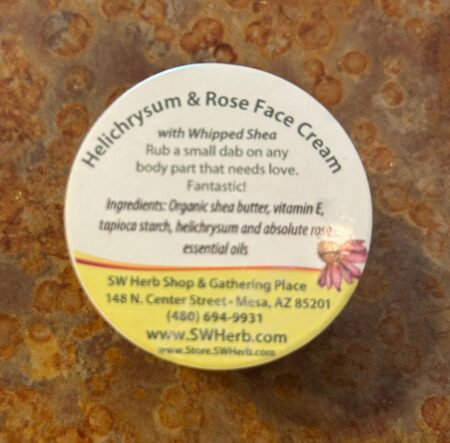 Helichrysum & Rose Face Cream
with Whipped Shea
Rub a small dab on any
body part that needs love.
Fantastic!
Ingredients: Organic shea butter, vitamin E,
tapioca starch, helichrysum and absolute rose
essential oils
SW Herb Shop & Gathering Place
148 N. Center Street • Mesa, AZ 85201
(480) 694-9931
www.SWHerb.com
www.Store.SWHerb.com